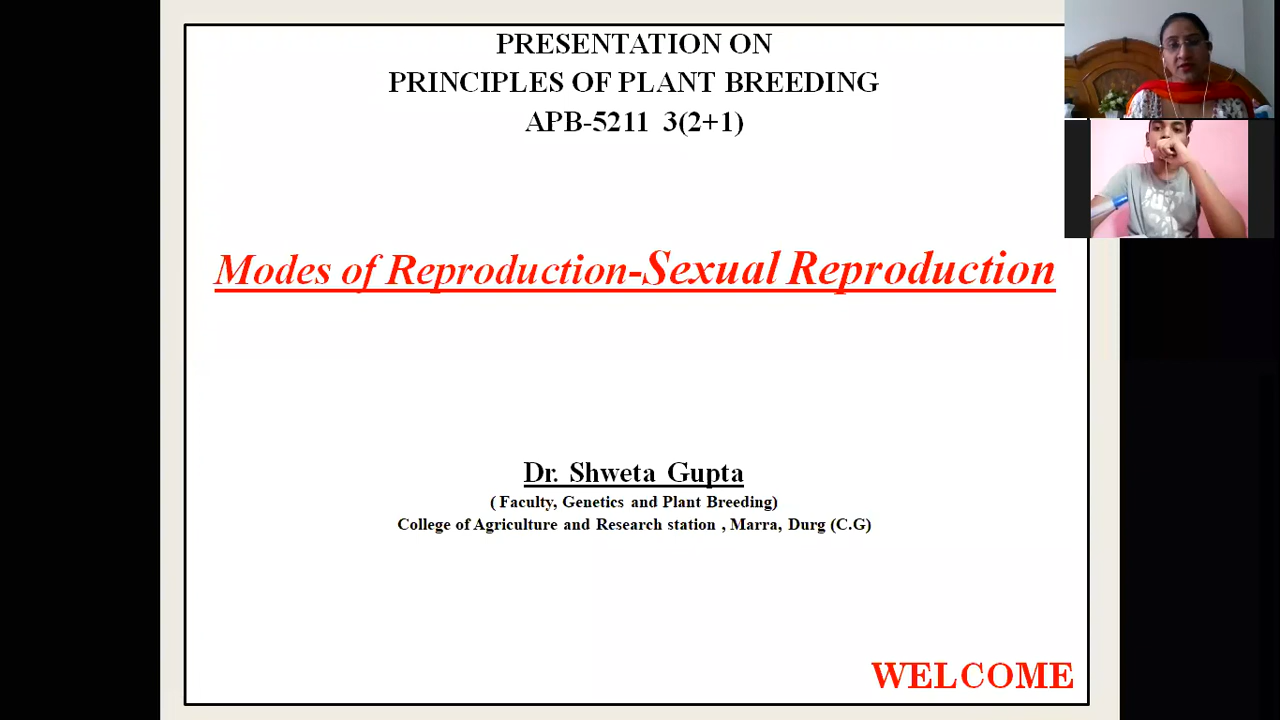 PRESENTATION ON
PRINCIPLES OF PLANT BREEDING
APB-5211 3(2+1)
Modes of Reproduction-Sexual Reproduction
Dr. Shweta Gupta
( Faculty, Genetics and Plant Breeding)
College of Agriculture and Research station , Marra, Durg (C.G)
WELCOME